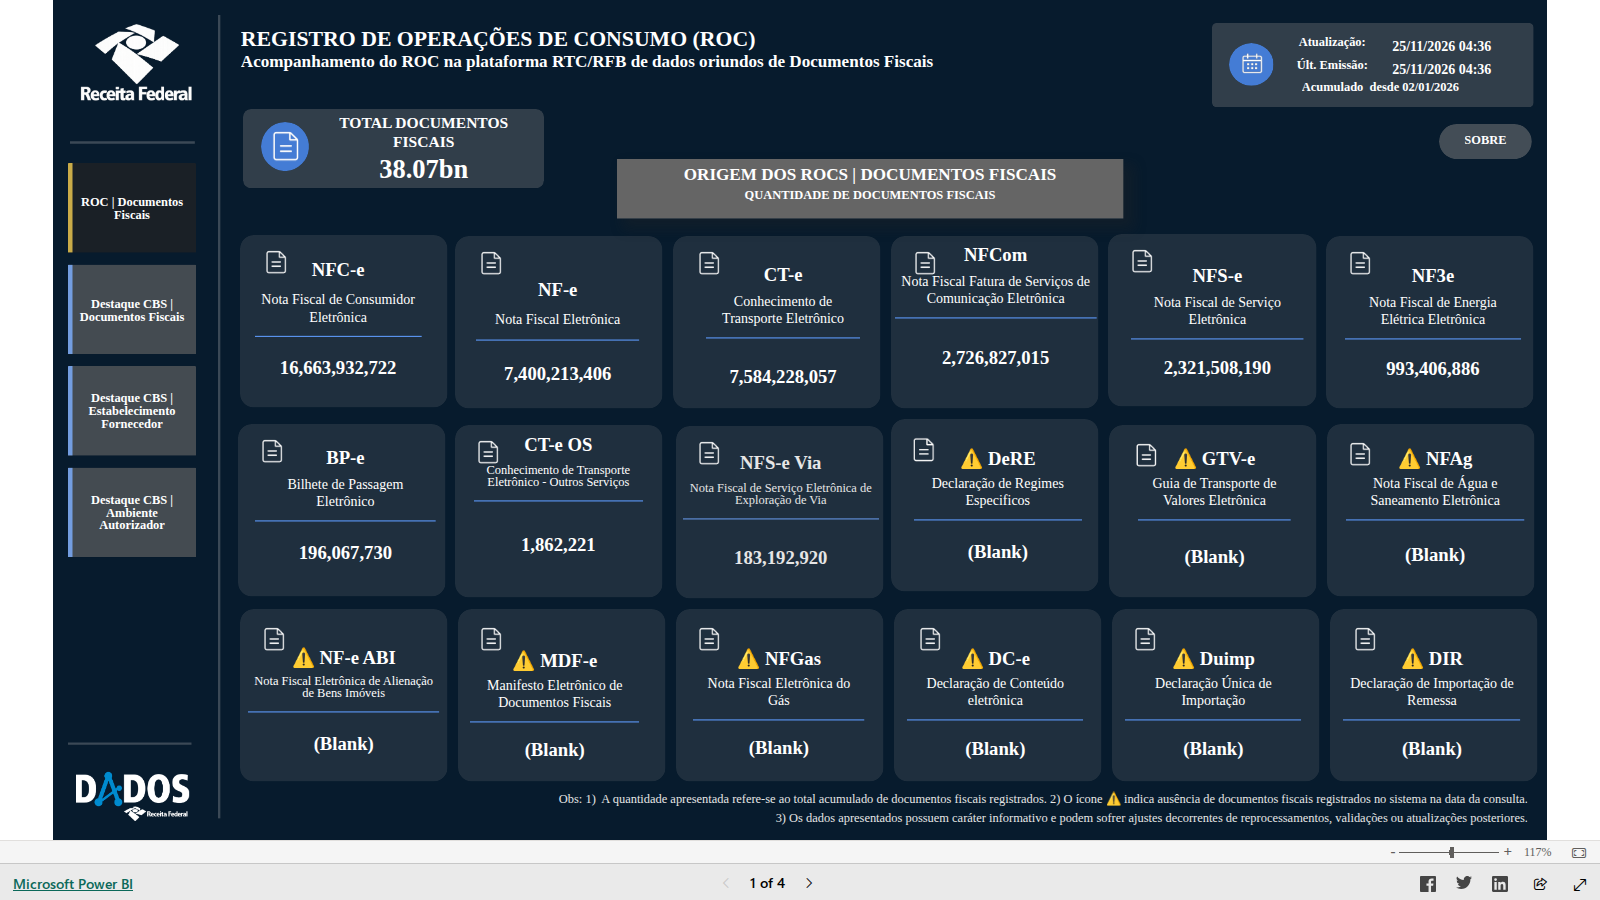 Receita Federal
REGISTRO DE OPERAÇÕES DE CONSUMO (ROC)
Acompanhamento do ROC na plataforma RTC/RFB de dados oriundos de Documentos Fiscais
Atualização: 25/11/2026 04:36
Últ. Emissão: 25/11/2026 04:36
Acumulado desde 02/01/2026
SOBRE
TOTAL DOCUMENTOS
FISCAIS
38.07bn
ORIGEM DOS ROCS | DOCUMENTOS FISCAIS
QUANTIDADE DE DOCUMENTOS FISCAIS
ROC | Documentos
Fiscais
Destaque CBS |
Documentos Fiscais
Destaque CBS |
Estabelecimento
Fornecedor
Destaque CBS |
Ambiente
Autorizador
NFC-e
Nota Fiscal de Consumidor
Eletrônica
16,663,932,722
NF-e
Nota Fiscal Eletrônica
7,400,213,406
CT-e
Conhecimento de
Transporte Eletrônico
7,584,228,057
NFCom
Nota Fiscal Fatura de Serviços de
Comunicação Eletrônica
2,726,827,015
NFS-e
Nota Fiscal de Serviço
Eletrônica
2,321,508,190
NF3e
Nota Fiscal de Energia
Elétrica Eletrônica
993,406,886
BP-e
Bilhete de Passagem
Eletrônico
196,067,730
CT-e OS
Conhecimento de Transporte
Eletrônico - Outros Serviços
1,862,221
NFS-e Via
Nota Fiscal de Serviço Eletrônica de
Exploração de Via
183,192,920
⚠️ DeRE
Declaração de Regimes
Especificos
(Blank)
⚠️ GTV-e
Guia de Transporte de
Valores Eletrônica
(Blank)
⚠️ NFAg
Nota Fiscal de Água e
Saneamento Eletrônica
(Blank)
⚠️ NF-e ABI
Nota Fiscal Eletrônica de Alienação
de Bens Imóveis
(Blank)
⚠️ MDF-e
Manifesto Eletrônico de
Documentos Fiscais
(Blank)
⚠️ NFGas
Nota Fiscal Eletrônica do
Gás
(Blank)
⚠️ DC-e
Declaração de Conteúdo
eletrônica
(Blank)
⚠️ Duimp
Declaração Única de
Importação
(Blank)
⚠️ DIR
Declaração de Importação de
Remessa
(Blank)
DADOS
Receita Federal
Obs: 1) A quantidade apresentada refere-se ao total acumulado de documentos fiscais registrados. 2) O ícone ⚠️ indica ausência de documentos fiscais registrados no sistema na data da consulta.
3) Os dados apresentados possuem caráter informativo e podem sofrer ajustes decorrentes de reprocessamentos, validações ou atualizações posteriores.
- + 117%
Microsoft Power BI
1 of 4